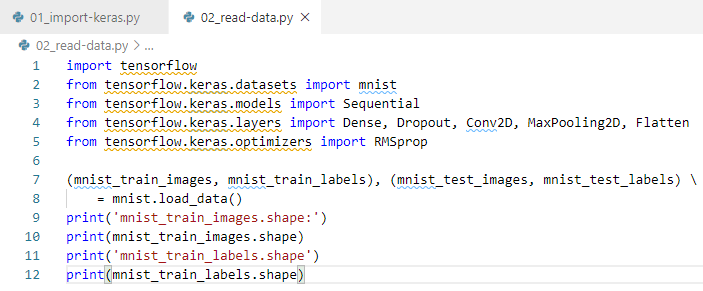 01_import-keras.py 02_read-data.py ×
02_read-data.py > ...
1 import tensorflow
2 from tensorflow.keras.datasets import mnist
3 from tensorflow.keras.models import Sequential
4 from tensorflow.keras.layers import Dense, Dropout, Conv2D, MaxPooling2D, Flatten
5 from tensorflow.keras.optimizers import RMSprop
6
7 (mnist_train_images, mnist_train_labels), (mnist_test_images, mnist_test_labels) \
8     = mnist.load_data()
9 print('mnist_train_images.shape:')
10 print(mnist_train_images.shape)
11 print('mnist_train_labels.shape')
12 print(mnist_train_labels.shape)